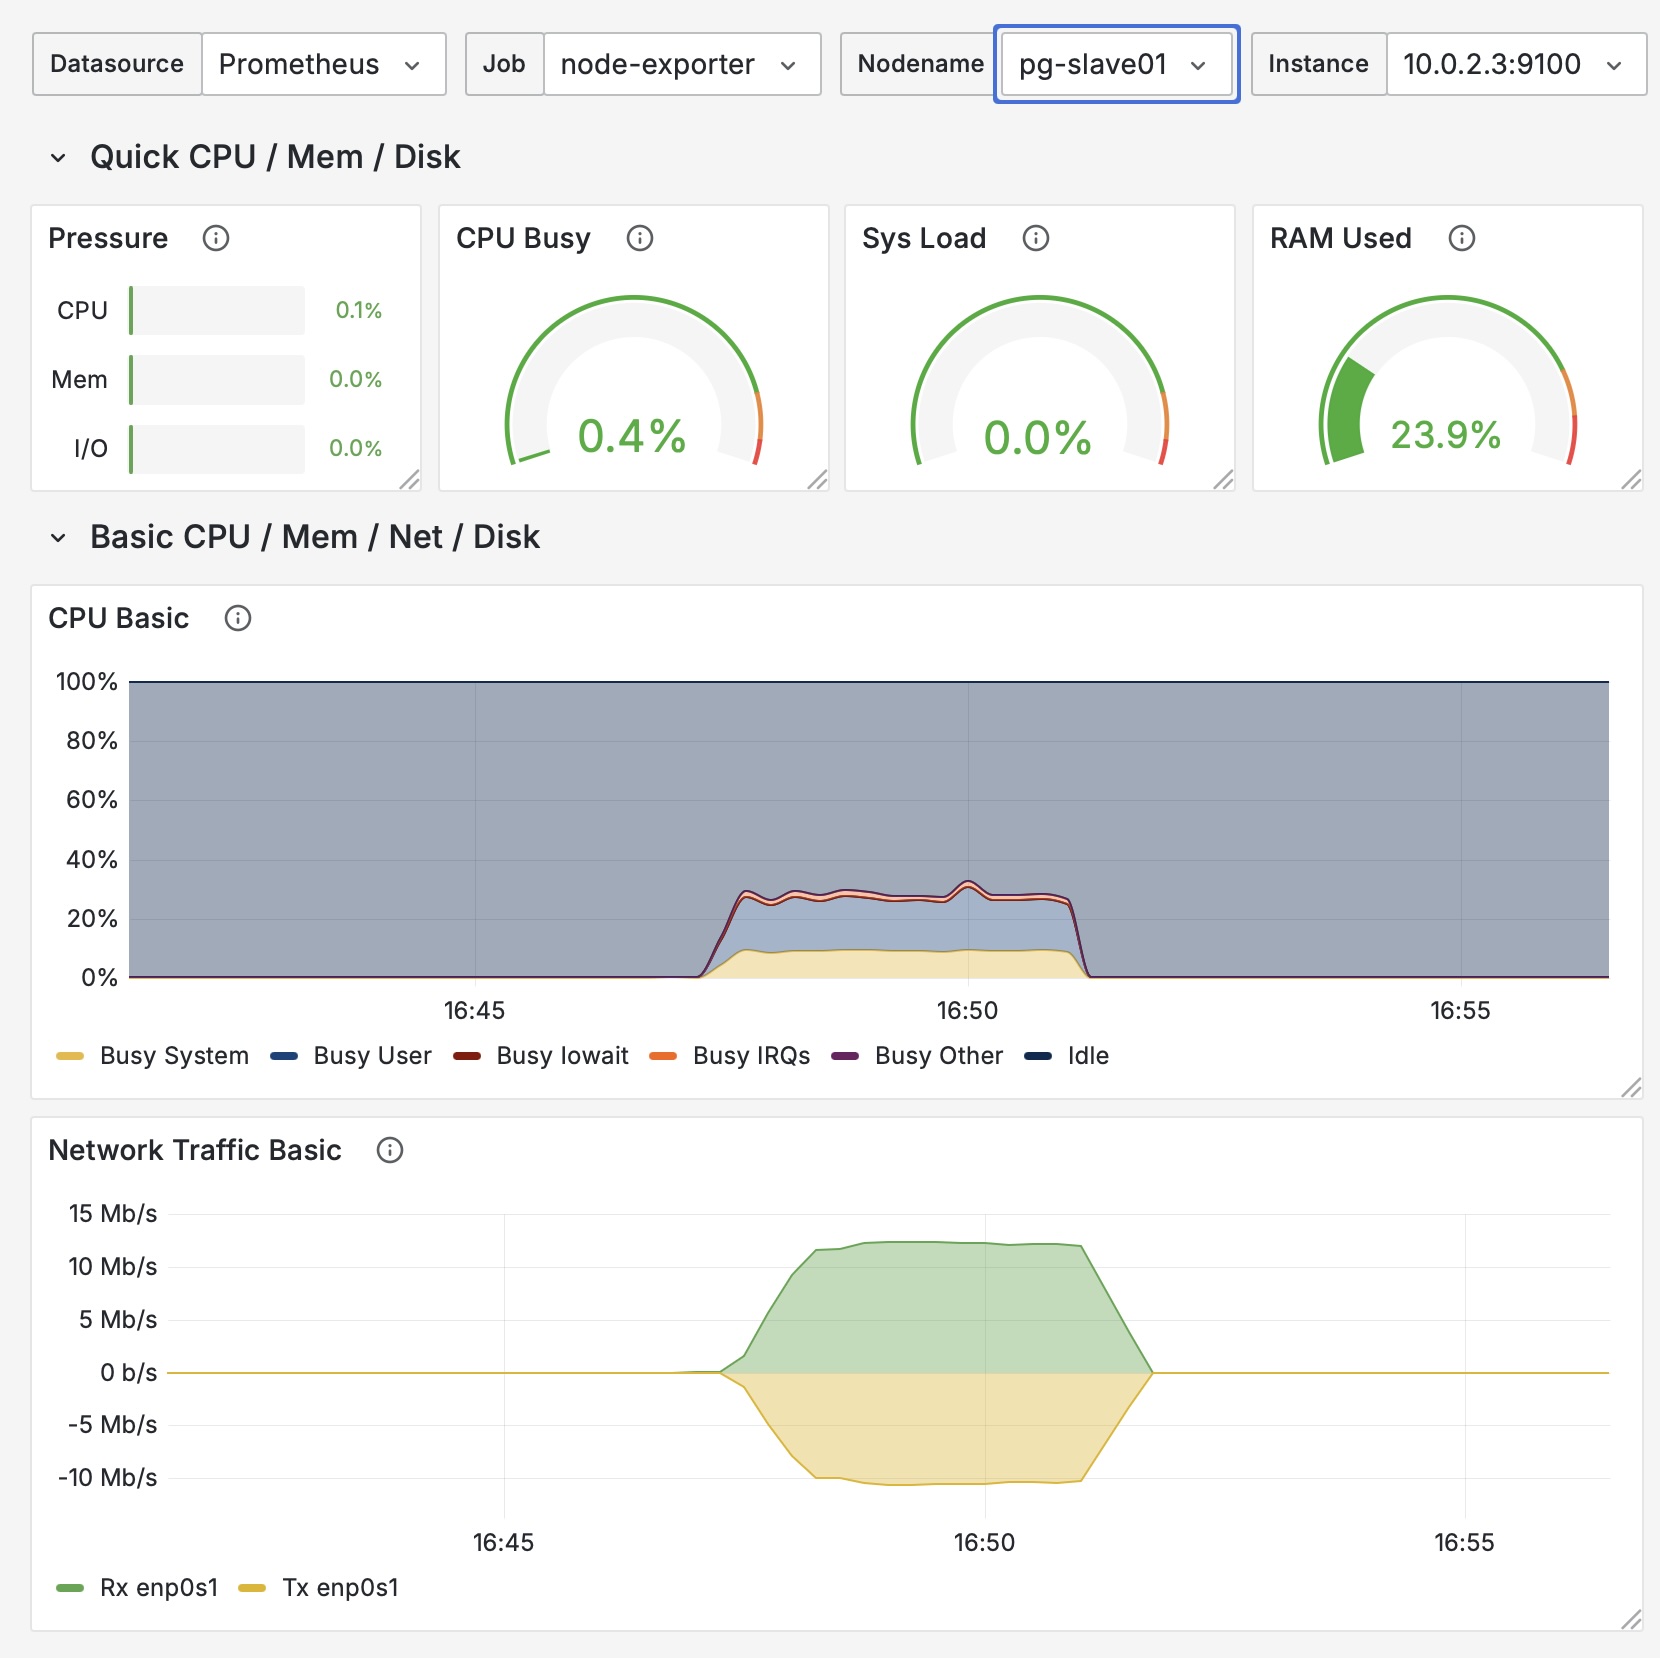 Datasource Prometheus Job node-exporter Nodename pg-slave01 Instance 10.0.2.3:9100
Quick CPU / Mem / Disk
Pressure
CPU 0.1%
Mem 0.0%
I/O 0.0%
CPU Busy
0.4%
Sys Load
0.0%
RAM Used
23.9%
Basic CPU / Mem / Net / Disk
CPU Basic
100%
80%
60%
40%
20%
0%
16:45 16:50 16:55
Busy System Busy User Busy Iowait Busy IRQs Busy Other Idle
Network Traffic Basic
15 Mb/s
10 Mb/s
5 Mb/s
0 b/s
-5 Mb/s
-10 Mb/s
16:45 16:50 16:55
Rx enp0s1 Tx enp0s1